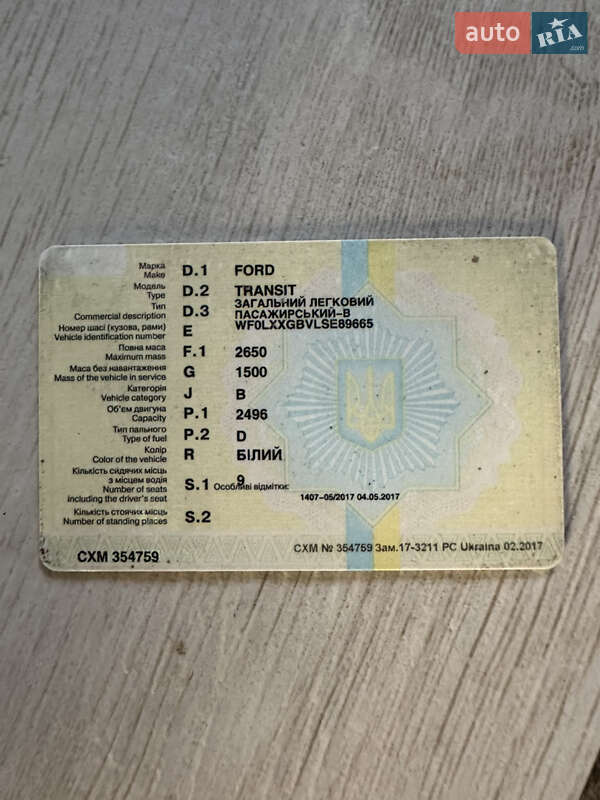 auto RIA .com
Марка D.1 FORD
Make
Модель D.2 TRANSIT
Type
Тип D.3 ЗАГАЛЬНИЙ ЛЕГКОВИЙ
Commercial description ПАСАЖИРСЬКИЙ-В
Номер шасі (кузова, рами) E WF0LXXGBVLSE89665
Vehicle identification number
Повна маса F.1 2650
Maximum mass
Маса без навантаження G 1500
Mass of the vehicle in service
Категорія J B
Vehicle category
Об'єм двигуна P.1 2496
Capacity
Тип пального P.2 D
Type of fuel
Колір R БІЛИЙ
Color of the vehicle
Кількість сидячих місць
з місцем водія S.1 9
Number of seats Особливі відмітки:
including the driver's seat 1407-05/2017 04.05.2017
Кількість стоячих місць S.2
Number of standing places
СХМ 354759
СХМ № 354759 Зам.17-3211 РС Ukraina 02.2017